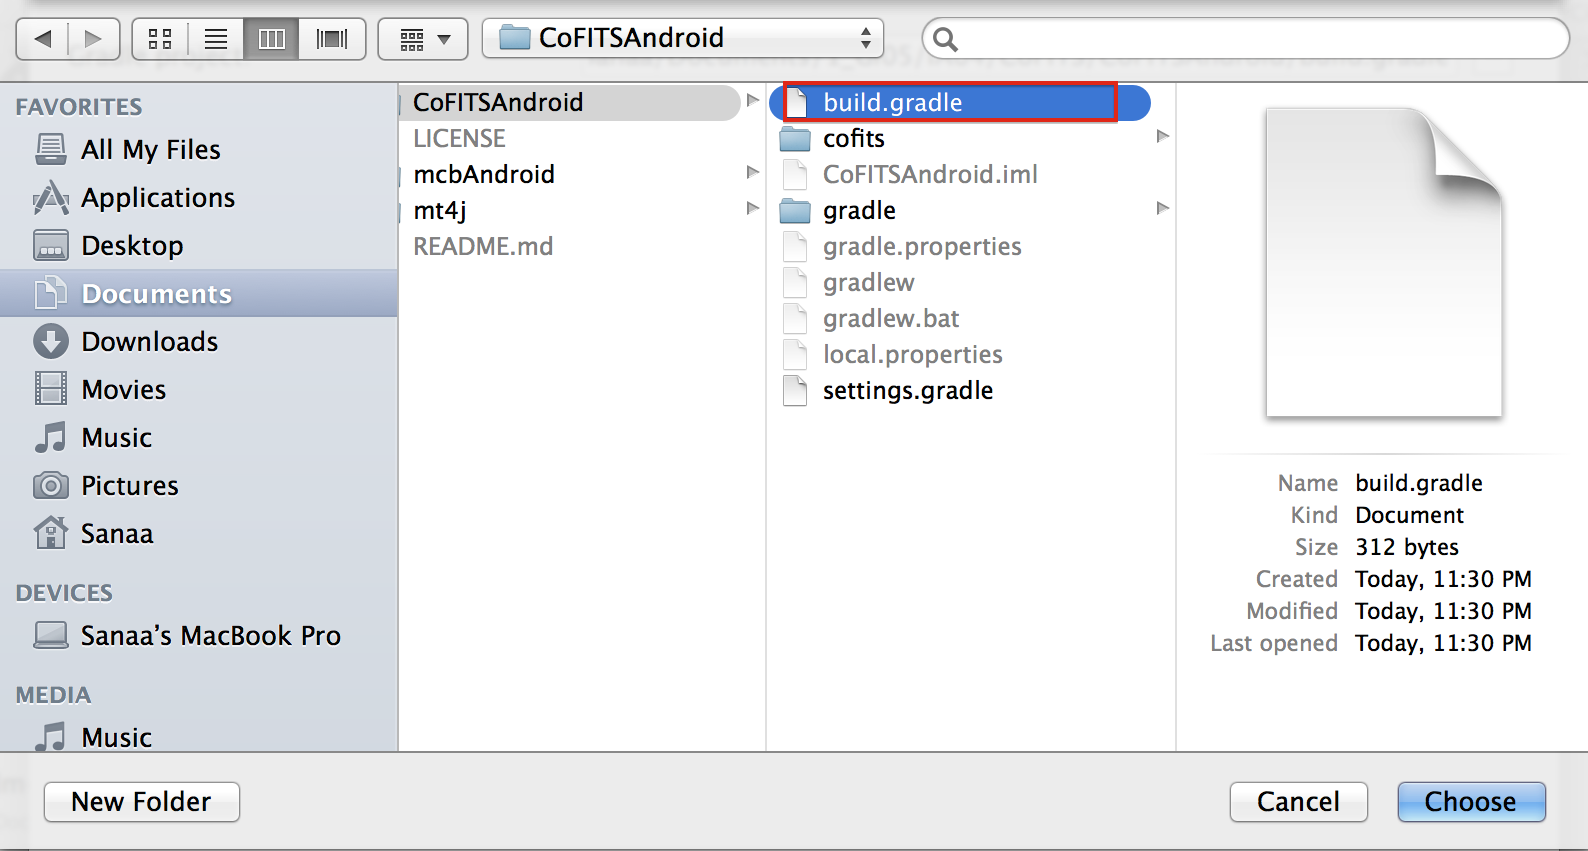 CoFITSAndroid
FAVORITES
All My Files
Applications
Desktop
Documents
Downloads
Movies
Music
Pictures
Sanaa
DEVICES
Sanaa's MacBook Pro
MEDIA
Music
CoFITSAndroid
LICENSE
mcbAndroid
mt4j
README.md
build.gradle
cofits
CoFITSAndroid.iml
gradle
gradle.properties
gradlew
gradlew.bat
local.properties
settings.gradle
Name build.gradle
Kind Document
Size 312 bytes
Created Today, 11:30 PM
Modified Today, 11:30 PM
Last opened Today, 11:30 PM
New Folder
Cancel
Choose